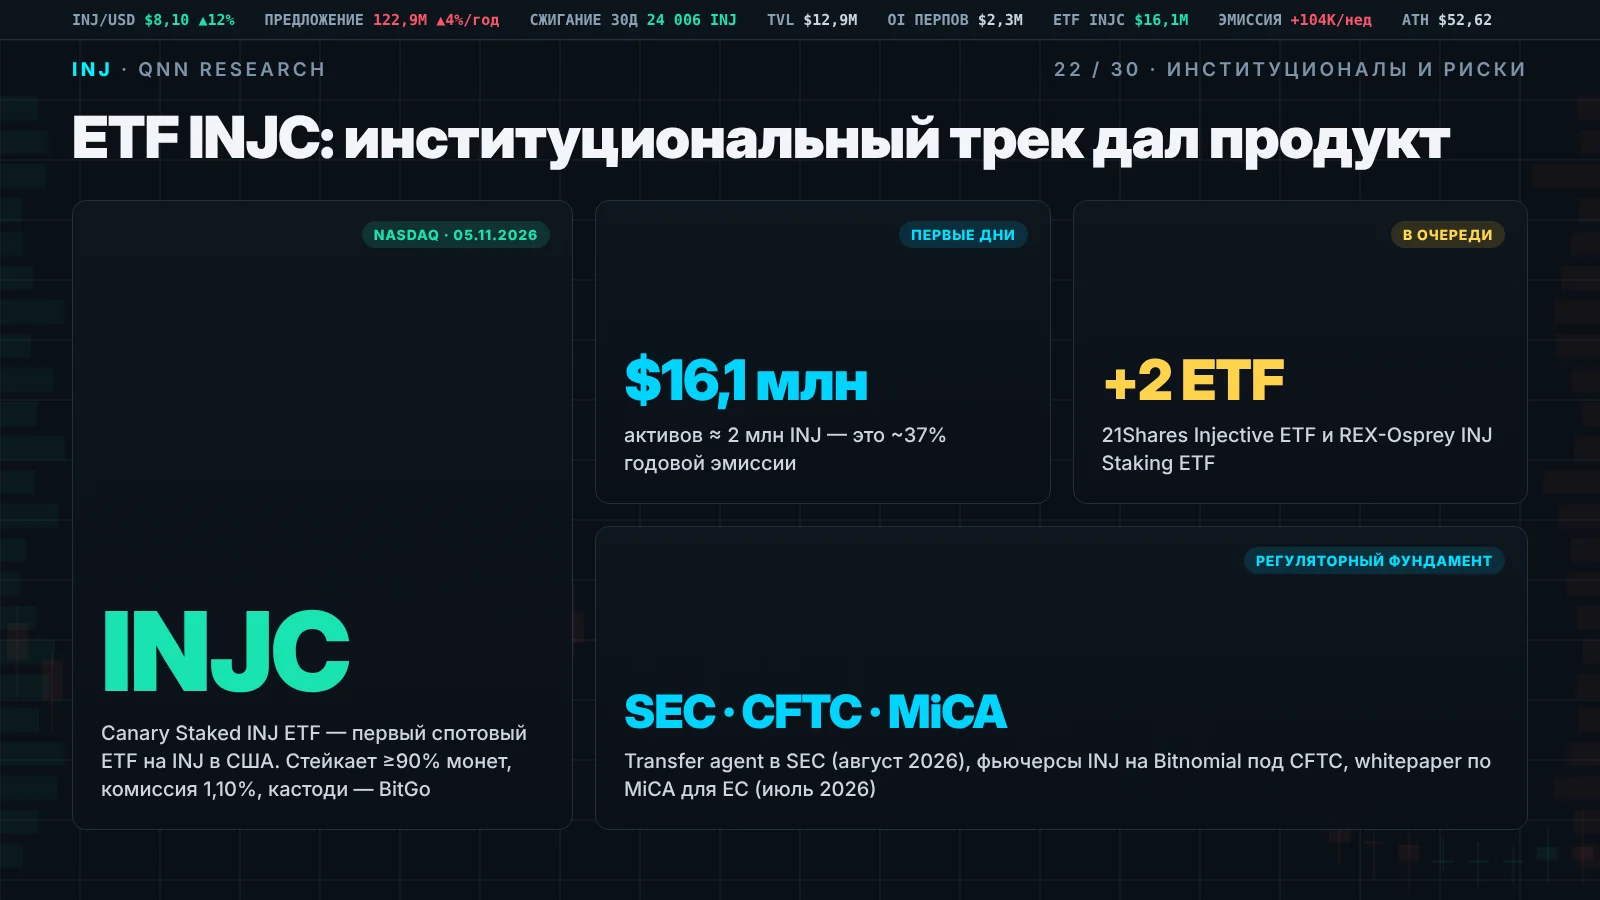 INJ/USD $8,10 ▲12% ПРЕДЛОЖЕНИЕ 122,9M ▲4%/год СЖИГАНИЕ 30Д 24 006 INJ TVL $12,9M OI ПЕРПОВ $2,3M ETF INJC $16,1M ЭМИССИЯ +104K/нед ATH $52,62
INJ · QNN RESEARCH
22 / 30 · ИНСТИТУЦИОНАЛЫ И РИСКИ
ETF INJC: институциональный трек дал продукт
NASDAQ · 05.11.2026
INJC
Canary Staked INJ ETF — первый спотовый
ETF на INJ в США. Стейкает ≥90% монет,
комиссия 1,10%, кастоди — BitGo
ПЕРВЫЕ ДНИ
$16,1 млн
активов ≈ 2 млн INJ — это ~37%
годовой эмиссии
В ОЧЕРЕДИ
+2 ETF
21Shares Injective ETF и REX-Osprey INJ
Staking ETF
РЕГУЛЯТОРНЫЙ ФУНДАМЕНТ
SEC · CFTC · MiCA
Transfer agent в SEC (август 2026), фьючерсы INJ на Bitnomial под CFTC, whitepaper по
MiCA для ЕС (июль 2026)